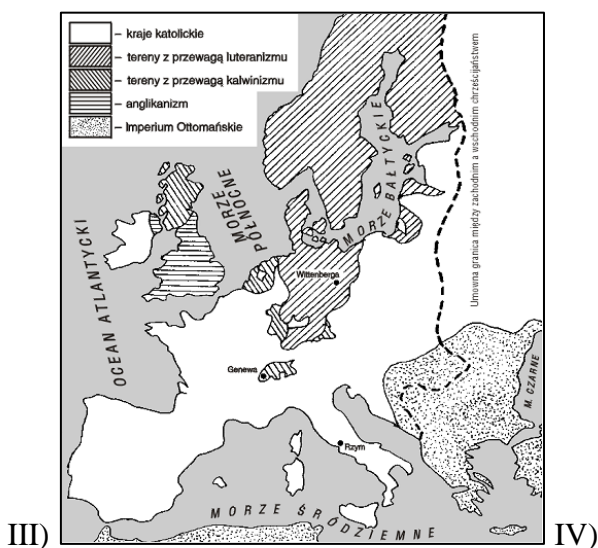 – kraje katolickie
– tereny z przewagą luteranizmu
– tereny z przewagą kalwinizmu
– anglikanizm
– Imperium Ottomańskie
Umowna granica między zachodnim a wschodnim chrześcijaństwem
MORZE PÓŁNOCNE
MORZE BAŁTYCKIE
OCEAN ATLANTYCKI
Wittenberga
Genewa
M. CZARNE
Rzym
MORZE ŚRÓDZIEMNE
III)
IV)